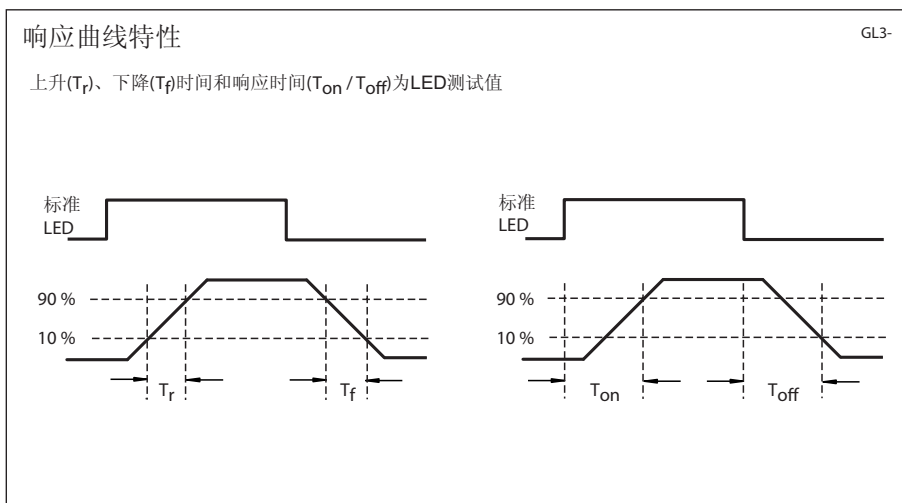 响应曲线特性
GL3-
上升(Tr)、下降(Tf)时间和响应时间(Ton / Toff)为LED测试值
标准
LED
90 %
10 %
Tr
Tf
标准
LED
90 %
10 %
Ton
Toff